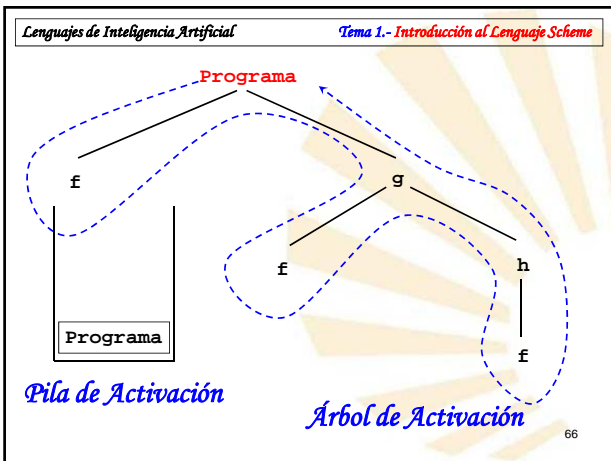 Lenguajes de Inteligencia Artificial Tema 1.- Introducción al Lenguaje Scheme
Programa
f g
f h
Programa
f
Pila de Activación
Árbol de Activación
66